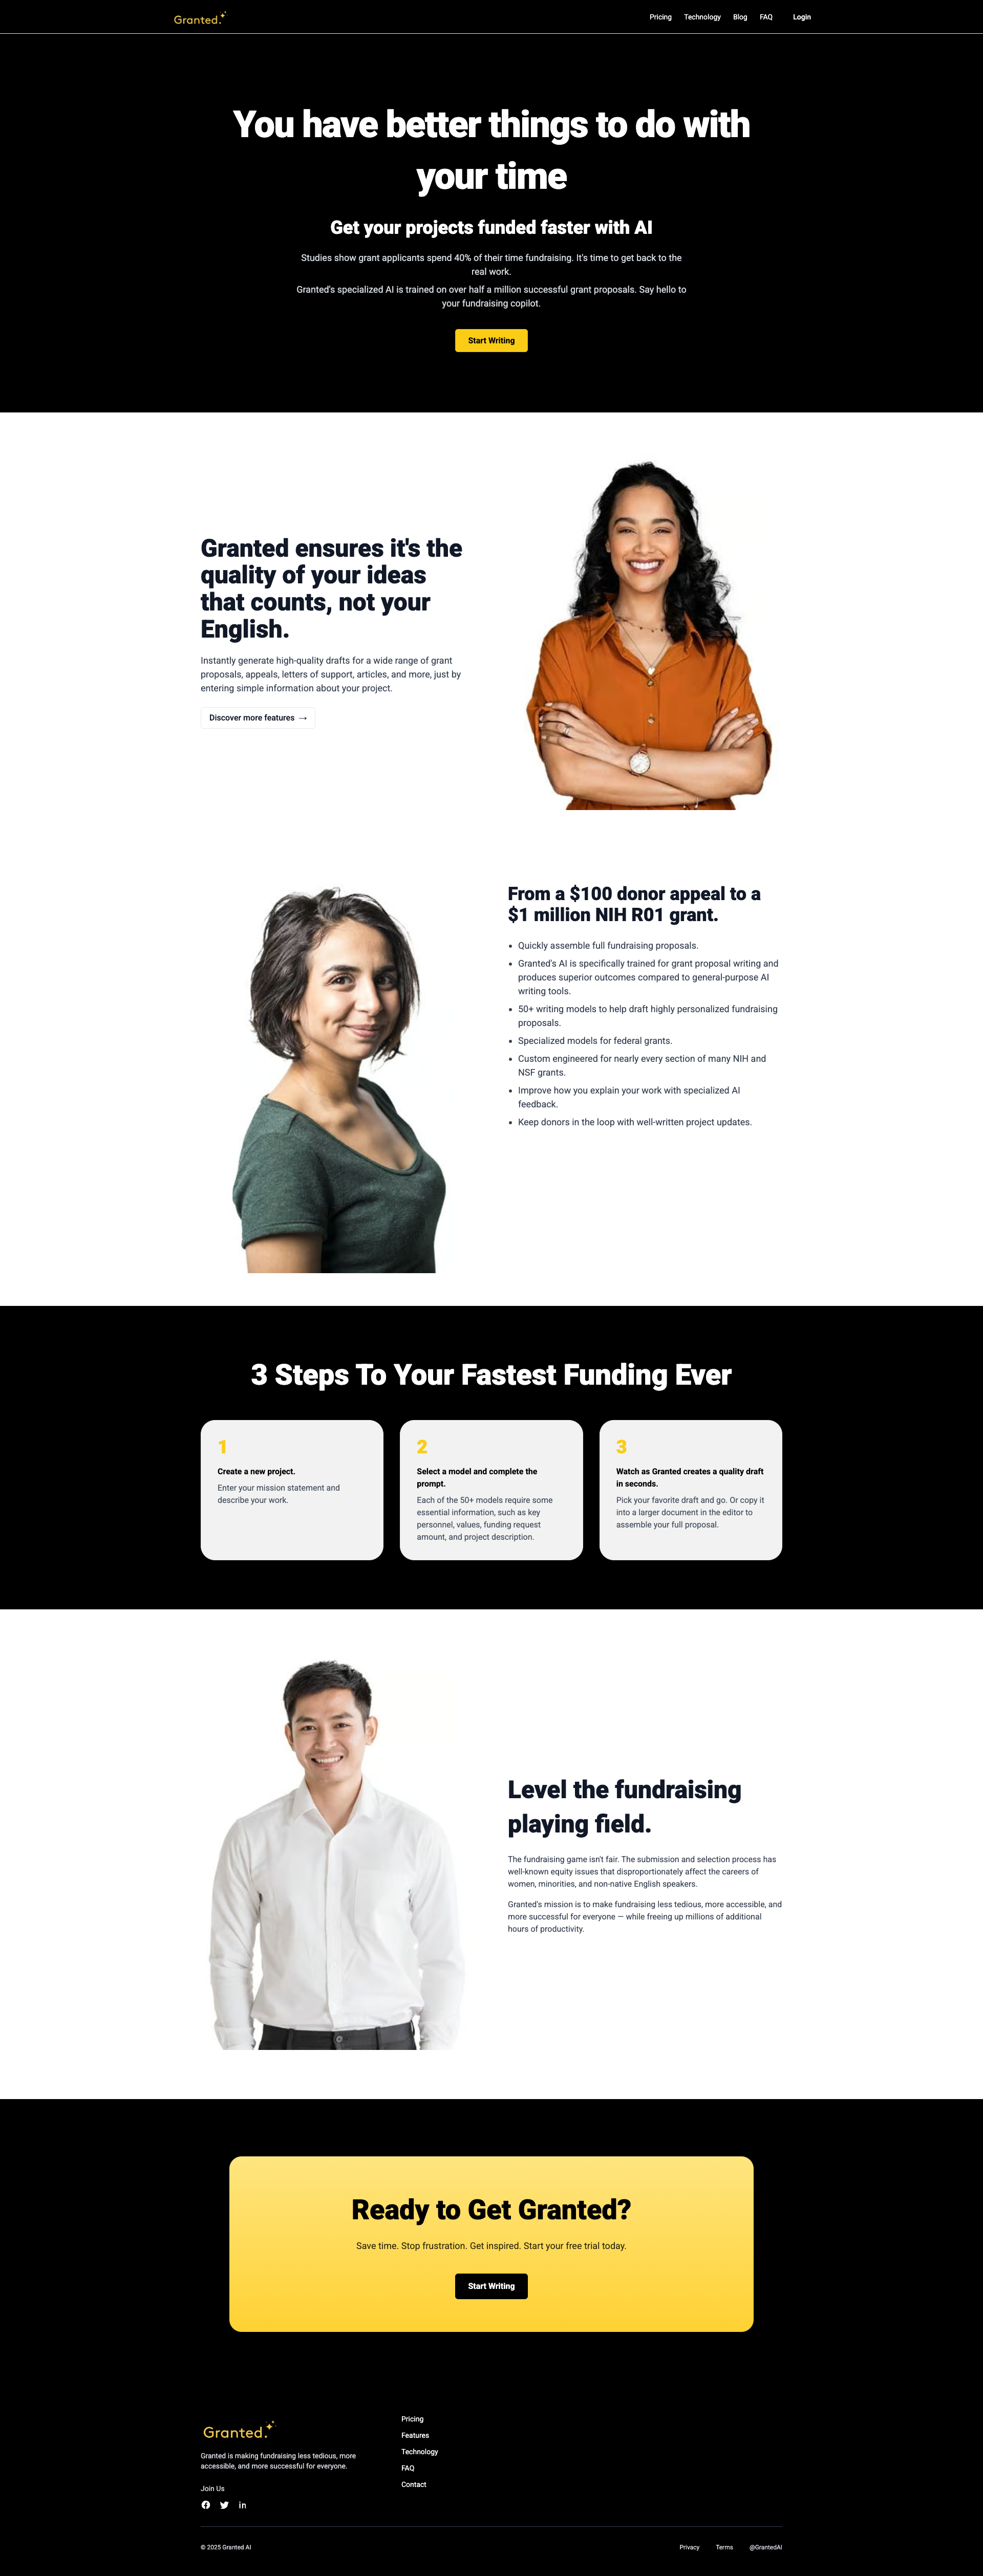 Granted.
Pricing
Technology
Blog
FAQ
Login
You have better things to do with
your time
Get your projects funded faster with AI
Studies show grant applicants spend 40% of their time fundraising. It's time to get back to the
real work.
Granted's specialized AI is trained on over half a million successful grant proposals. Say hello to
your fundraising copilot.
Start Writing
Granted ensures it's the
quality of your ideas
that counts, not your
English.
Instantly generate high-quality drafts for a wide range of grant
proposals, appeals, letters of support, articles, and more, just by
entering simple information about your project.
Discover more features →
From a $100 donor appeal to a
$1 million NIH R01 grant.
• Quickly assemble full fundraising proposals.
• Granted's AI is specifically trained for grant proposal writing and
produces superior outcomes compared to general-purpose AI
writing tools.
• 50+ writing models to help draft highly personalized fundraising
proposals.
• Specialized models for federal grants.
• Custom engineered for nearly every section of many NIH and
NSF grants.
• Improve how you explain your work with specialized AI
feedback.
• Keep donors in the loop with well-written project updates.
3 Steps To Your Fastest Funding Ever
1
Create a new project.
Enter your mission statement and
describe your work.
2
Select a model and complete the
prompt.
Each of the 50+ models require some
essential information, such as key
personnel, values, funding request
amount, and project description.
3
Watch as Granted creates a quality draft
in seconds.
Pick your favorite draft and go. Or copy it
into a larger document in the editor to
assemble your full proposal.
Level the fundraising
playing field.
The fundraising game isn't fair. The submission and selection process has
well-known equity issues that disproportionately affect the careers of
women, minorities, and non-native English speakers.
Granted's mission is to make fundraising less tedious, more accessible, and
more successful for everyone — while freeing up millions of additional
hours of productivity.
Ready to Get Granted?
Save time. Stop frustration. Get inspired. Start your free trial today.
Start Writing
Granted.
Granted is making fundraising less tedious, more
accessible, and more successful for everyone.
Join Us
Pricing
Features
Technology
FAQ
Contact
© 2025 Granted AI
Privacy
Terms
@GrantedAI